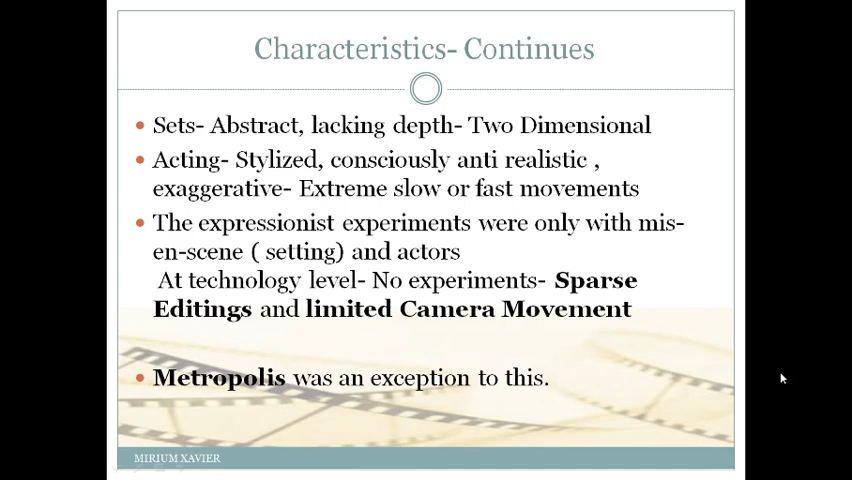 Characteristics- Continues
Sets- Abstract, lacking depth- Two Dimensional
Acting- Stylized, consciously anti realistic ,
exaggerative- Extreme slow or fast movements
The expressionist experiments were only with mis-
en-scene ( setting) and actors
At technology level- No experiments- Sparse
Editings and limited Camera Movement
Metropolis was an exception to this.
MIRIUM XAVIER